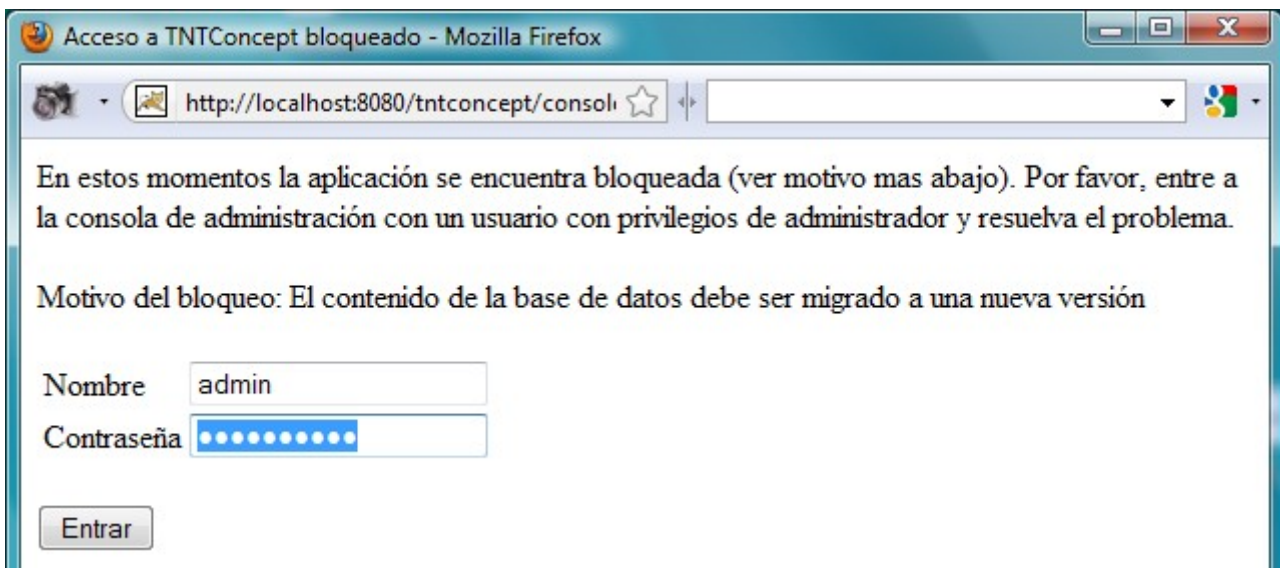 Acceso a TNTConcept bloqueado - Mozilla Firefox
http://localhost:8080/tntconcept/consol
En estos momentos la aplicación se encuentra bloqueada (ver motivo mas abajo). Por favor, entre a
la consola de administración con un usuario con privilegios de administrador y resuelva el problema.
Motivo del bloqueo: El contenido de la base de datos debe ser migrado a una nueva versión
Nombre admin
Contraseña ••••••••••
Entrar